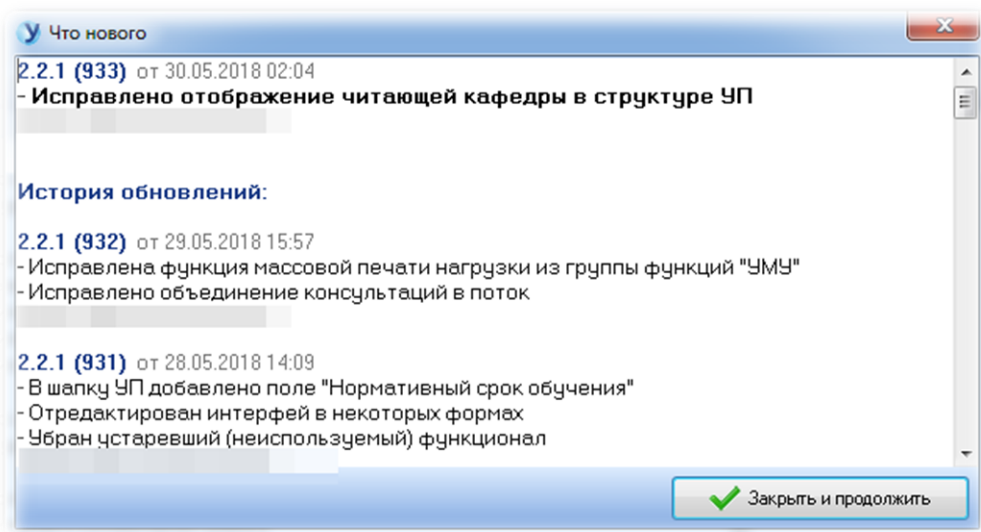 У Что нового
2.2.1 (933) от 30.05.2018 02:04
- Исправлено отображение читающей кафедры в структуре УП
История обновлений:
2.2.1 (932) от 29.05.2018 15:57
- Исправлена функция массовой печати нагрузки из группы функций "УМУ"
- Исправлено объединение консультаций в поток
2.2.1 (931) от 28.05.2018 14:09
- В шапку УП добавлено поле "Нормативный срок обучения"
- Отредактирован интерфей в некоторых формах
- Убран устаревший (неиспользуемый) функционал
Закрыть и продолжить